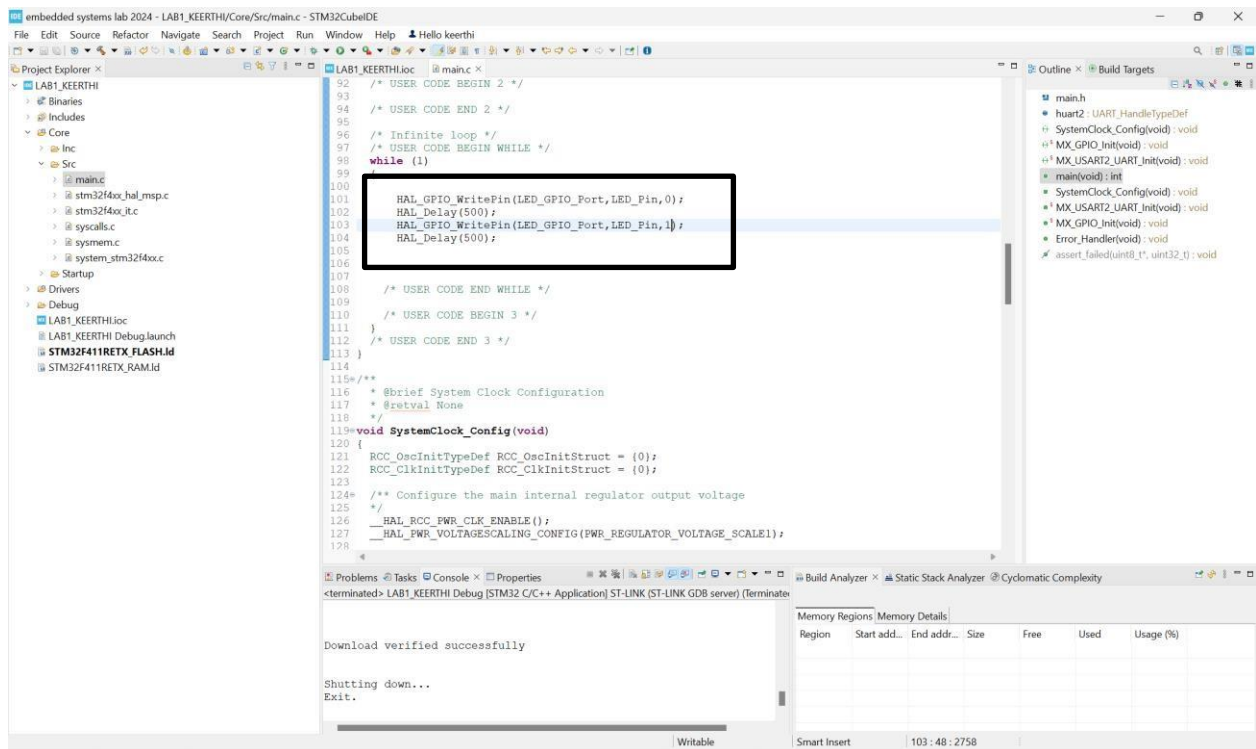 IDE embedded systems lab 2024 - LAB1_KEERTHI/Core/Src/main.c - STM32CubeIDE
File Edit Source Refactor Navigate Search Project Run Window Help Hello keerthi
Project Explorer
LAB1_KEERTHI
Binaries
Includes
Core
Inc
Src
main.c
stm32f4xx_hal_msp.c
stm32f4xx_it.c
syscalls.c
sysmem.c
system_stm32f4xx.c
Startup
Drivers
Debug
LAB1_KEERTHI.ioc
LAB1_KEERTHI Debug.launch
STM32F411RETX_FLASH.ld
STM32F411RETX_RAM.ld
LAB1_KEERTHI.ioc main.c
92 /* USER CODE BEGIN 2 */
93
94 /* USER CODE END 2 */
95
96 /* Infinite loop */
97 /* USER CODE BEGIN WHILE */
98 while (1)
99
100
101 HAL_GPIO_WritePin(LED_GPIO_Port,LED_Pin,0);
102 HAL_Delay(500);
103 HAL_GPIO_WritePin(LED_GPIO_Port,LED_Pin,1);
104 HAL_Delay(500);
105
106
107
108 /* USER CODE END WHILE */
109
110 /* USER CODE BEGIN 3 */
111 }
112 /* USER CODE END 3 */
113 }
114
115 /**
116 * @brief System Clock Configuration
117 * @retval None
118 */
119 void SystemClock_Config(void)
120 {
121 RCC_OscInitTypeDef RCC_OscInitStruct = {0};
122 RCC_ClkInitTypeDef RCC_ClkInitStruct = {0};
123
124 /** Configure the main internal regulator output voltage
125 */
126 __HAL_RCC_PWR_CLK_ENABLE();
127 __HAL_PWR_VOLTAGESCALING_CONFIG(PWR_REGULATOR_VOLTAGE_SCALE1);
128
Outline Build Targets
main.h
huart2 : UART_HandleTypeDef
SystemClock_Config(void) : void
MX_GPIO_Init(void) : void
MX_USART2_UART_Init(void) : void
main(void) : int
SystemClock_Config(void) : void
MX_USART2_UART_Init(void) : void
MX_GPIO_Init(void) : void
Error_Handler(void) : void
assert_failed(uint8_t*, uint32_t) : void
Problems Tasks Console Properties
<terminated> LAB1_KEERTHI Debug [STM32 C/C++ Application] ST-LINK (ST-LINK GDB server) (Terminate
Download verified successfully
Shutting down...
Exit.
Build Analyzer Static Stack Analyzer Cyclomatic Complexity
Memory Regions Memory Details
Region Start add... End addr... Size Free Used Usage (%)
Writable Smart Insert 103 : 48 : 2758